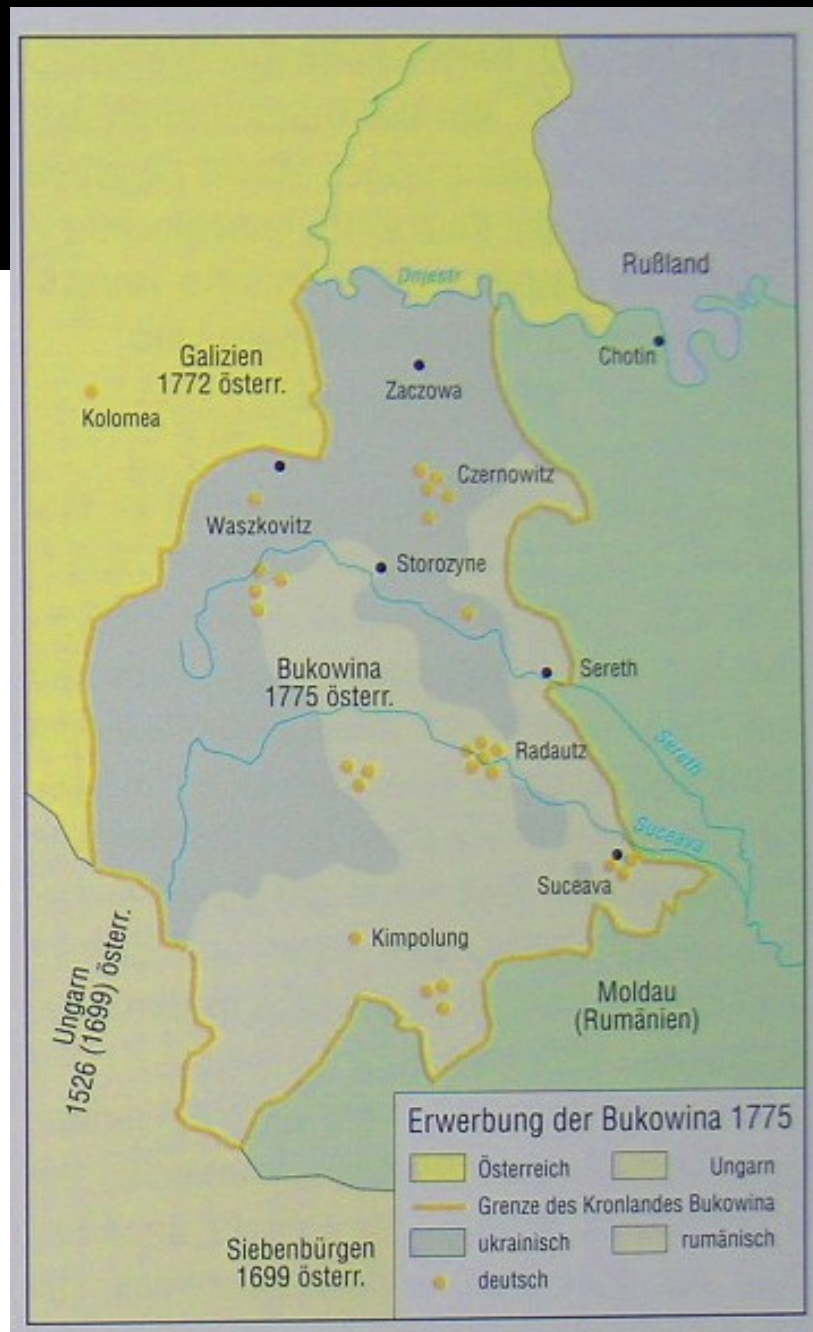 Dnjestr
Rußland
Galizien
1772 österr.
Chotin
Zaczowa
Kolomea
Czernowitz
Waszkovitz
Storozyne
Bukowina
1775 österr.
Sereth
Radautz
Sereth
Suceava
Suceava
Kimpolung
Ungarn
1526 (1699) österr.
Moldau
(Rumänien)
Siebenbürgen
1699 österr.
Erwerbung der Bukowina 1775
Österreich Ungarn
Grenze des Kronlandes Bukowina
ukrainisch rumänisch
deutsch